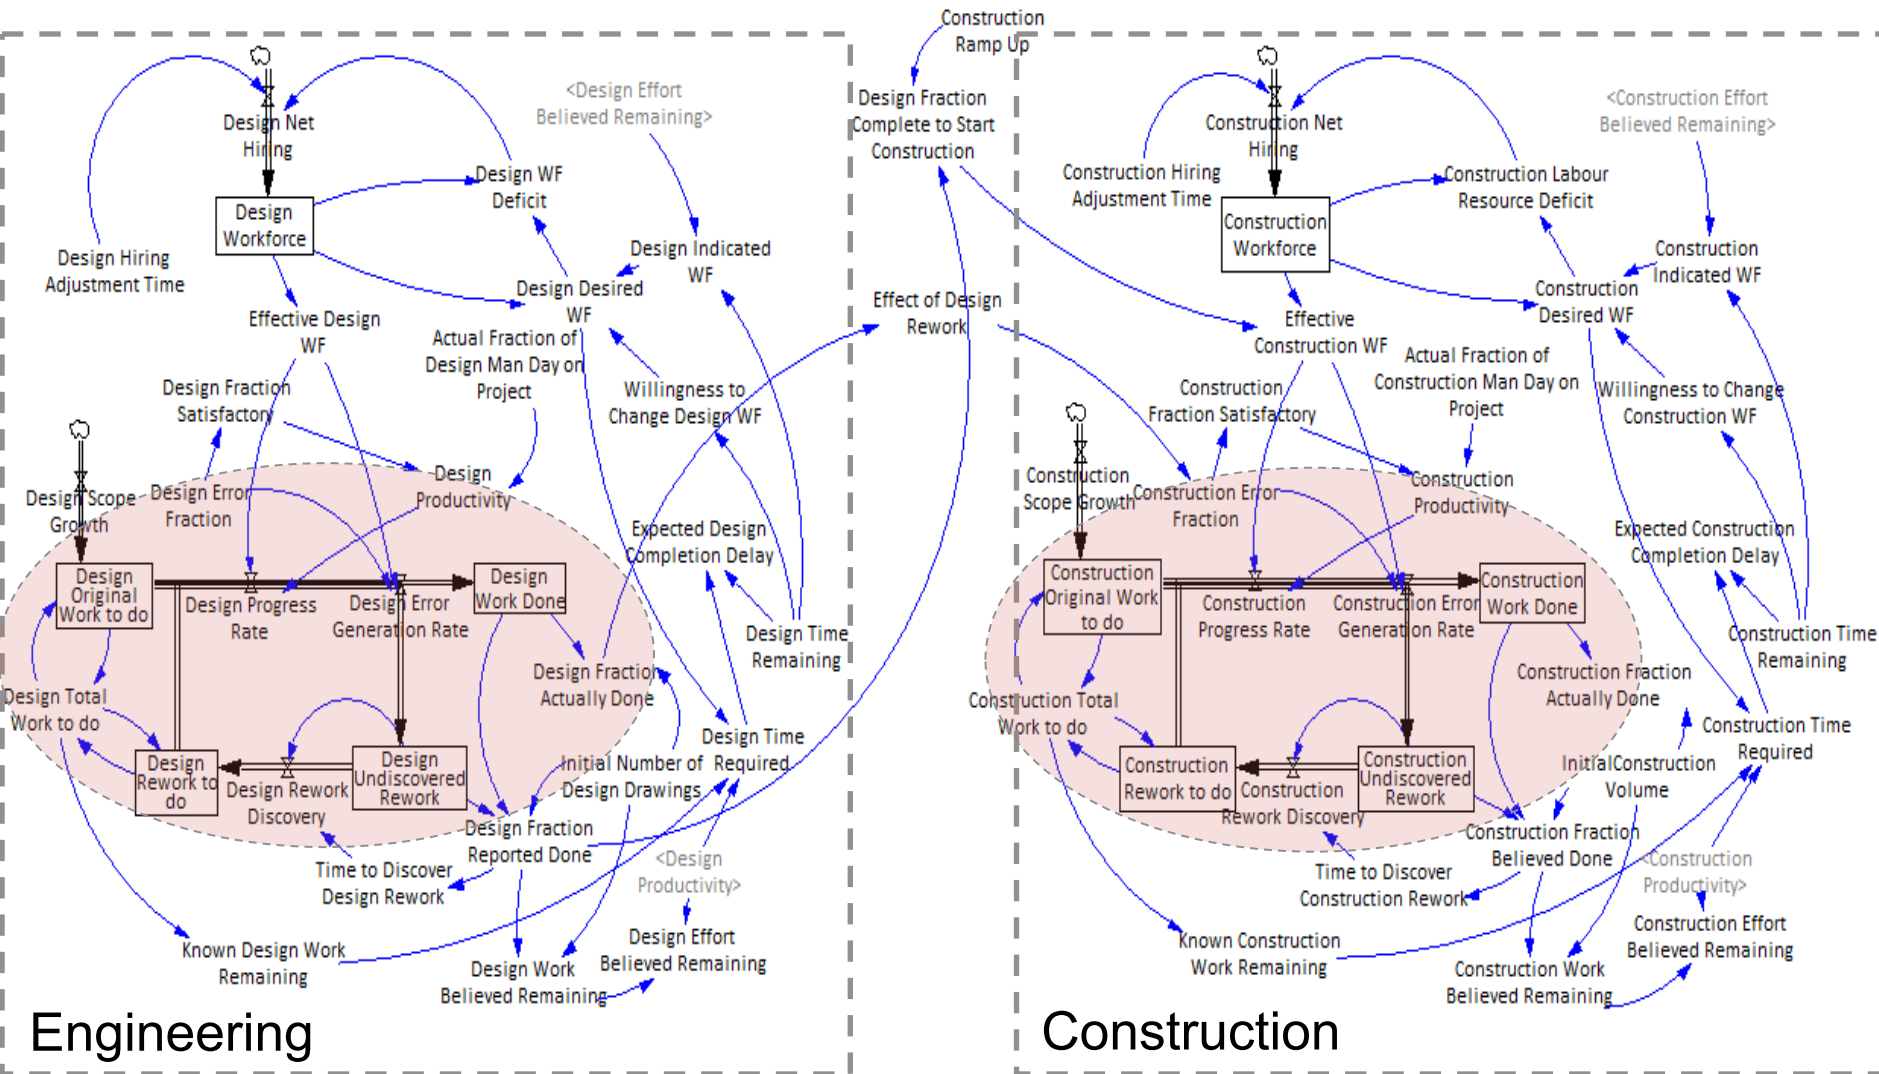 Construction
Ramp Up
Design Fraction
Complete to Start
Construction
Effect of Design
Rework
<Design Effort
Believed Remaining>
Design Net
Hiring
Design WF
Deficit
Design
Workforce
Design Hiring
Adjustment Time
Design Indicated
WF
Design Desired
WF
Effective Design
WF
Actual Fraction of
Design Man Day on
Project
Design Fraction
Satisfactory
Willingness to
Change Design WF
Design Scope
Growth
Design Error
Fraction
Design
Productivity
Expected Design
Completion Delay
Design
Original
Work to do
Design Progress
Rate
Design Error
Generation Rate
Design
Work Done
Design Time
Remaining
Design Fraction
Actually Done
Design Total
Work to do
Design Time
Required
Design
Rework to
do
Design Rework
Discovery
Design
Undiscovered
Rework
Initial Number of
Design Drawings
Design Fraction
Reported Done
Time to Discover
Design Rework
<Design
Productivity>
Known Design Work
Remaining
Design Work
Believed Remaining
Design Effort
Believed Remaining
Engineering
<Construction Effort
Believed Remaining>
Construction Net
Hiring
Construction Hiring
Adjustment Time
Construction Labour
Resource Deficit
Construction
Workforce
Construction
Indicated WF
Construction
Desired WF
Effective
Construction WF
Actual Fraction of
Construction Man Day on
Project
Construction
Fraction Satisfactory
Willingness to Change
Construction WF
Construction
Scope Growth
Construction Error
Fraction
Construction
Productivity
Expected Construction
Completion Delay
Construction
Original Work
to do
Construction
Progress Rate
Construction Error
Generation Rate
Construction
Work Done
Construction Time
Remaining
Construction Fraction
Actually Done
Construction Total
Work to do
Construction Time
Required
Construction
Rework to do
Construction
Rework Discovery
Construction
Undiscovered
Rework
InitialConstruction
Volume
Construction Fraction
Believed Done
Time to Discover
Construction Rework
<Construction
Productivity>
Known Construction
Work Remaining
Construction Work
Believed Remaining
Construction Effort
Believed Remaining
Construction